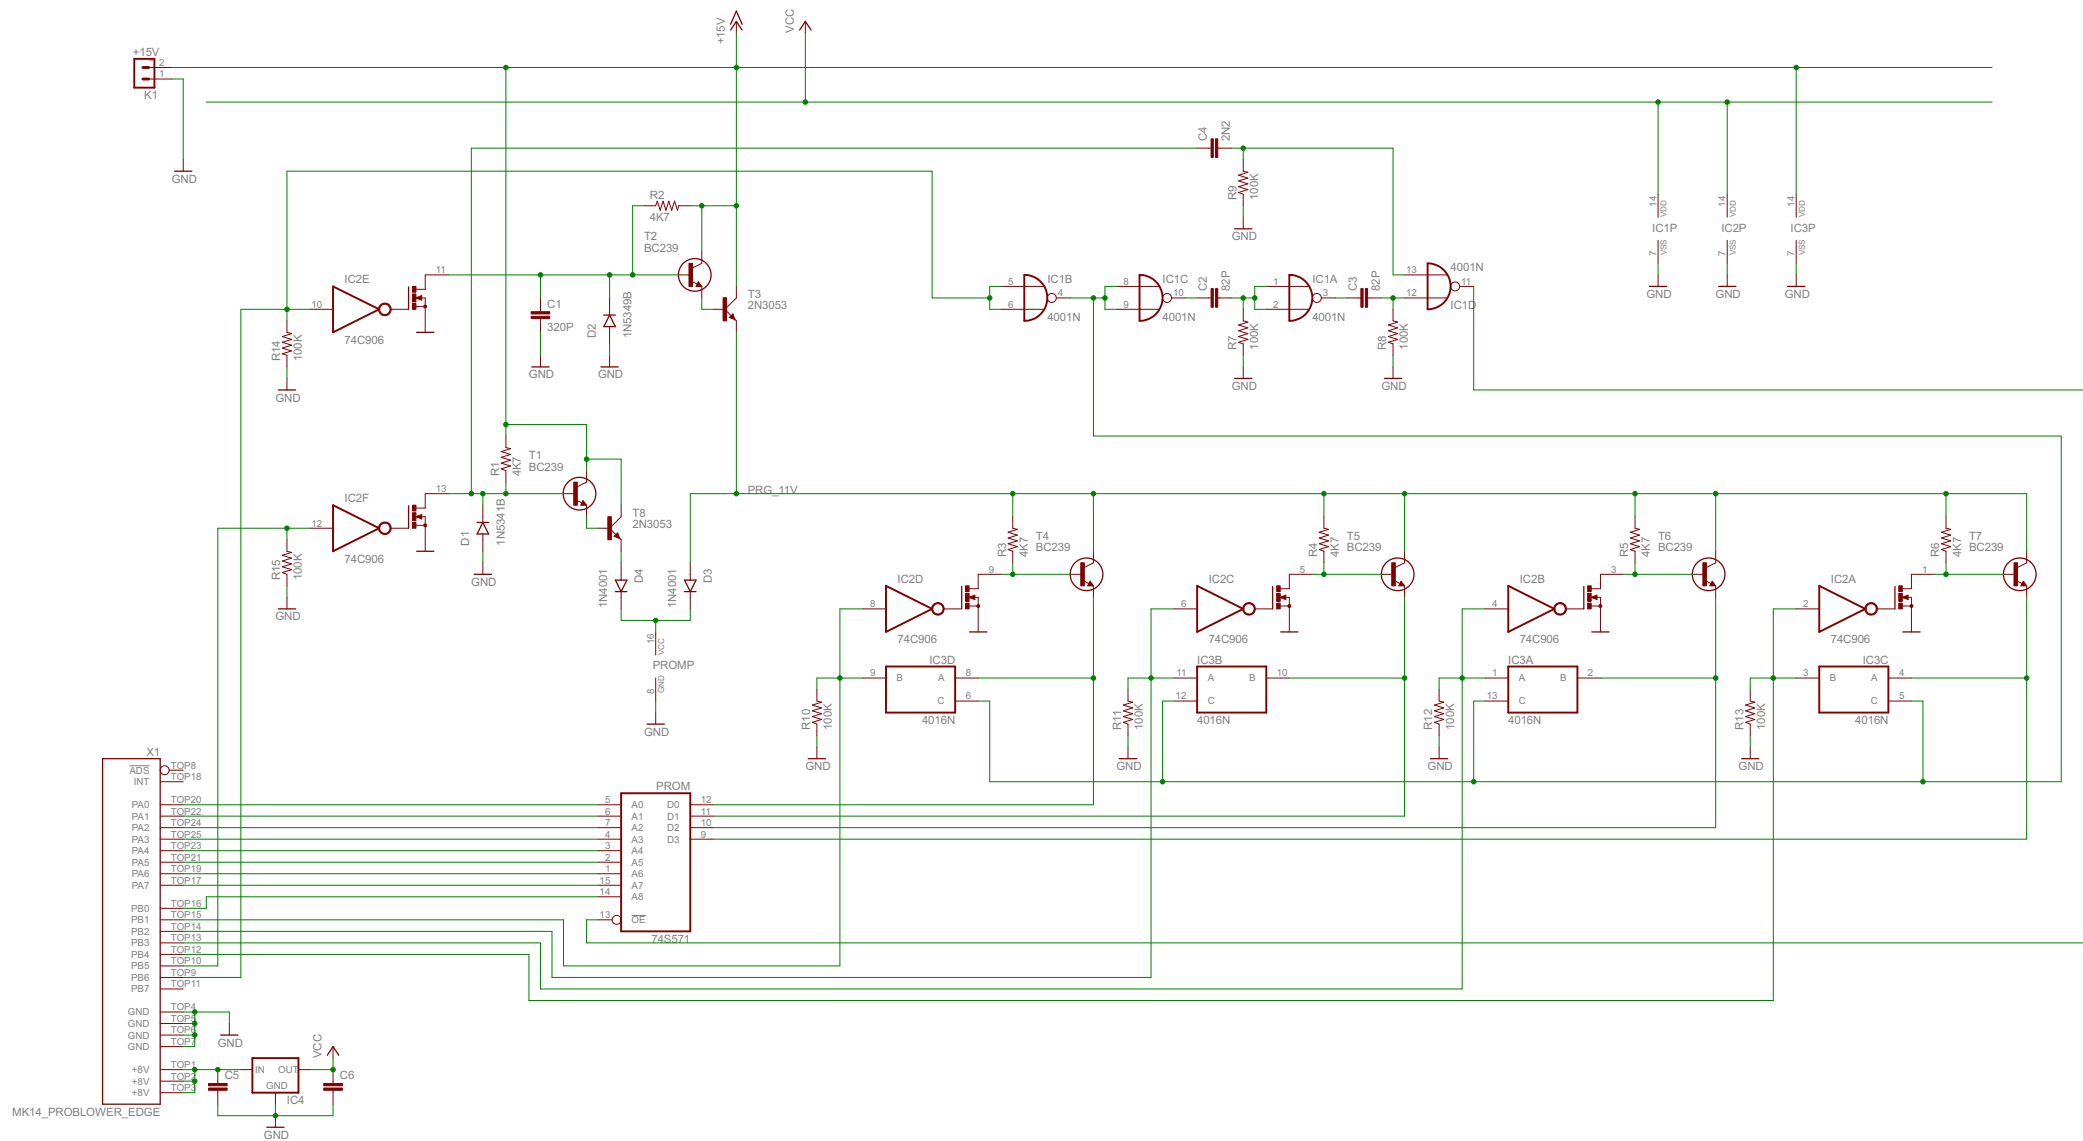 +15V
VCC
+15V
2
1
K1
GND
C4
2N2
R9
100K
GND
R2
4K7
T2
BC239
T3
2N3053
IC2E
10
11
74C906
R14
100K
GND
C1
320P
GND
D2
1N5349B
GND
5
6
IC1B
4
4001N
8
9
IC1C
10
4001N
C2
82P
R7
100K
GND
1
2
IC1A
3
4001N
C3
82P
R8
100K
GND
13
12
4001N
11
IC1D
14
VDD
IC1P
7
VSS
GND
14
VDD
IC2P
7
VSS
GND
14
VDD
IC3P
7
VSS
GND
R1
4K7
T1
BC239
T8
2N3053
IC2F
12
13
74C906
R15
100K
GND
D1
1N5341B
GND
1N4001
D4
1N4001
D3
PRG_11V
16
VCC
PROMP
8
GND
GND
R3
4K7
T4
BC239
IC2D
8
9
74C906
IC3D
9
B
A
8
C
6
4016N
R10
100K
GND
R4
4K7
T5
BC239
IC2C
6
5
74C906
IC3B
11
A
B
10
12
C
4016N
R11
100K
GND
R5
4K7
T6
BC239
IC2B
4
3
74C906
IC3A
1
A
B
2
13
C
4016N
R12
100K
GND
R6
4K7
T7
BC239
IC2A
2
1
74C906
IC3C
3
B
A
4
C
5
4016N
R13
100K
GND
X1
ADS TOP8
INT TOP18
PA0 TOP20
PA1 TOP22
PA2 TOP24
PA3 TOP25
PA4 TOP23
PA5 TOP21
PA6 TOP19
PA7 TOP17
PB0 TOP16
PB1 TOP15
PB2 TOP14
PB3 TOP13
PB4 TOP12
PB5 TOP10
PB6 TOP9
PB7 TOP11
GND TOP4
GND TOP5
GND TOP6
GND TOP7
+8V TOP1
+8V TOP2
+8V TOP3
MK14_PROBLOWER_EDGE
PROM
5 A0 D0 12
6 A1 D1 11
7 A2 D2 10
4 A3 D3 9
3 A4
2 A5
1 A6
15 A7
14 A8
13 OE
74S571
GND
VCC
C5
IN OUT
GND
IC4
C6
GND